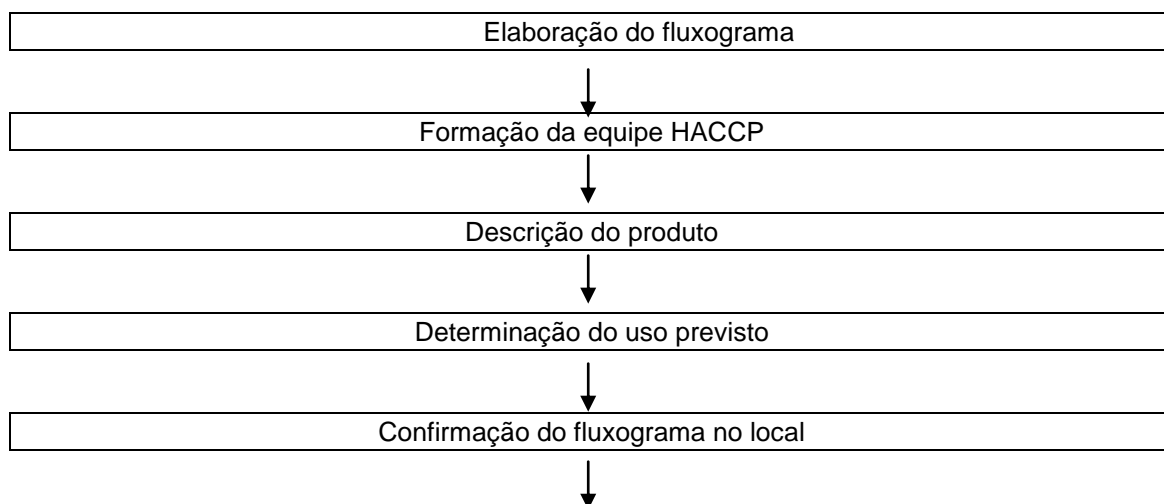 Elaboração do fluxograma
Formação da equipe HACCP
Descrição do produto
Determinação do uso previsto
Confirmação do fluxograma no local